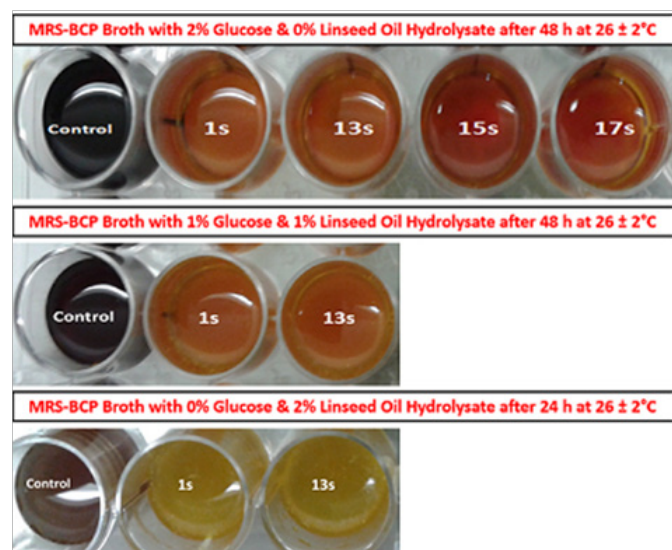 MRS-BCP Broth with 2% Glucose & 0% Linseed Oil Hydrolysate after 48 h at 26 ± 2°C
Control 1s 13s 15s 17s
MRS-BCP Broth with 1% Glucose & 1% Linseed Oil Hydrolysate after 48 h at 26 ± 2°C
Control 1s 13s
MRS-BCP Broth with 0% Glucose & 2% Linseed Oil Hydrolysate after 24 h at 26 ± 2°C
Control 1s 13s